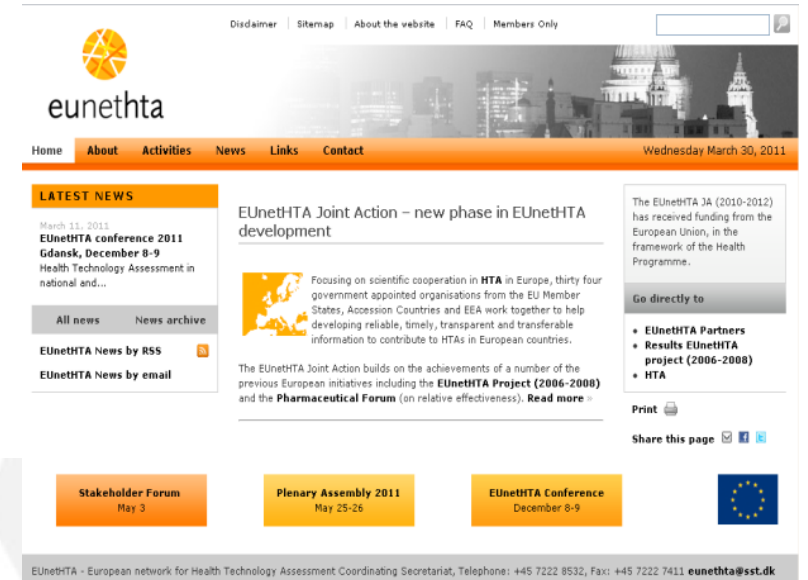 Disclaimer Sitemap About the website FAQ Members Only
eunethta
Home About Activities News Links Contact
Wednesday March 30, 2011
LATEST NEWS
March 11, 2011
EUnetHTA conference 2011
Gdansk, December 8-9
Health Technology Assessment in
national and...
All news News archive
EUnetHTA News by RSS
EUnetHTA News by email
EUnetHTA Joint Action – new phase in EUnetHTA
development
Focusing on scientific cooperation in HTA in Europe, thirty four
government appointed organisations from the EU Member
States, Accession Countries and EEA work together to help
developing reliable, timely, transparent and transferable
information to contribute to HTAs in European countries.
The EUnetHTA Joint Action builds on the achievements of a number of the
previous European initiatives including the EUnetHTA Project (2006-2008)
and the Pharmaceutical Forum (on relative effectiveness). Read more »
The EUnetHTA JA (2010-2012)
has received funding from the
European Union, in the
framework of the Health
Programme.
Go directly to
• EUnetHTA Partners
• Results EUnetHTA
project (2006-2008)
• HTA
Print
Share this page
Stakeholder Forum
May 3
Plenary Assembly 2011
May 25-26
EUnetHTA Conference
December 8-9
EUnetHTA - European network for Health Technology Assessment Coordinating Secretariat, Telephone: +45 7222 8532, Fax: +45 7222 7411 eunethta@sst.dk